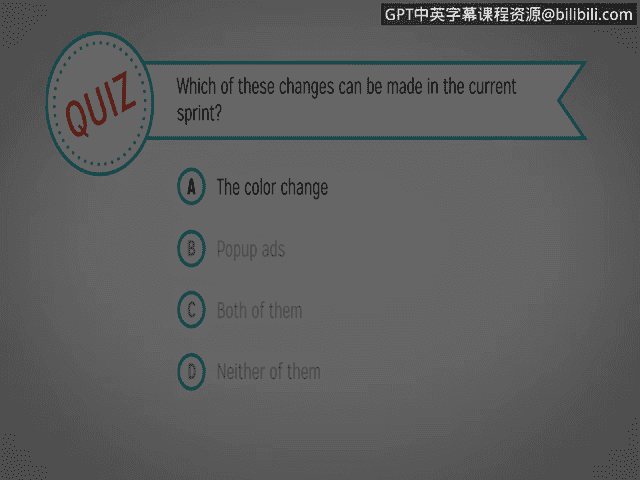 GPT中英字幕课程资源@bilibili.com
QUIZ
Which of these changes can be made in the current
sprint?
A The color change
B Popup ads
C Both of them
D Neither of them